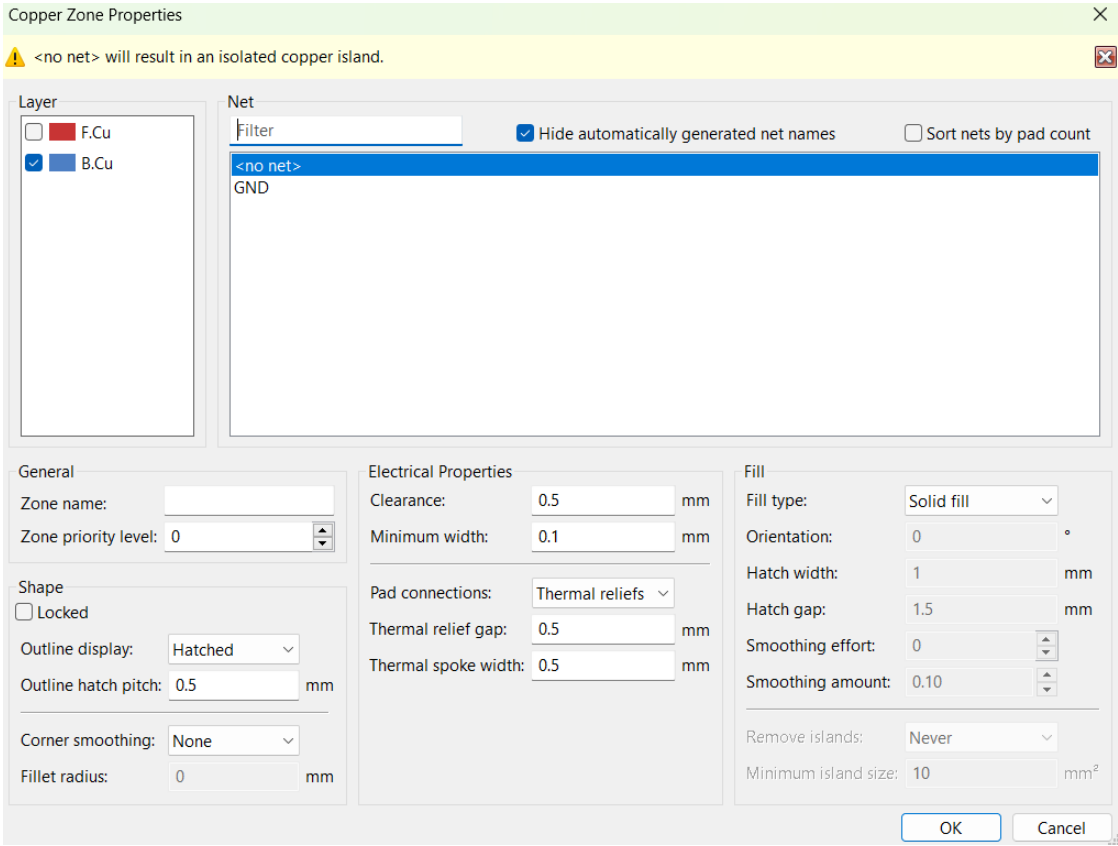 Copper Zone Properties
<no net> will result in an isolated copper island.
Layer
F.Cu
B.Cu
Net
Filter
Hide automatically generated net names
Sort nets by pad count
<no net>
GND
General
Zone name:
Zone priority level: 0
Shape
Locked
Outline display: Hatched
Outline hatch pitch: 0.5 mm
Corner smoothing: None
Fillet radius: 0 mm
Electrical Properties
Clearance: 0.5 mm
Minimum width: 0.1 mm
Pad connections: Thermal reliefs
Thermal relief gap: 0.5 mm
Thermal spoke width: 0.5 mm
Fill
Fill type: Solid fill
Orientation: 0 °
Hatch width: 1 mm
Hatch gap: 1.5 mm
Smoothing effort: 0
Smoothing amount: 0.10
Remove islands: Never
Minimum island size: 10 mm²
OK Cancel